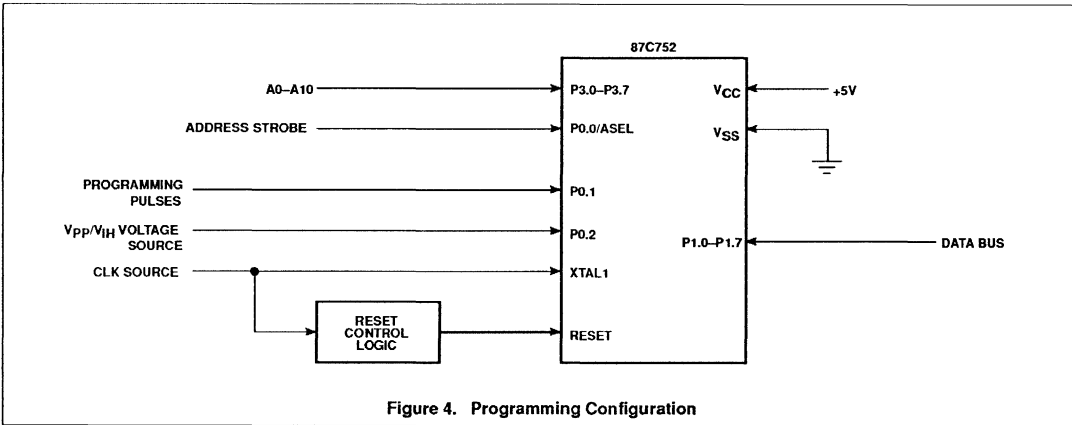 87C752
A0–A10
P3.0–P3.7
VCC
+5V
ADDRESS STROBE
P0.0/ASEL
VSS
PROGRAMMING
PULSES
P0.1
VPP/VIH VOLTAGE
SOURCE
P0.2
P1.0–P1.7
DATA BUS
CLK SOURCE
XTAL1
RESET
CONTROL
LOGIC
RESET
Figure 4. Programming Configuration